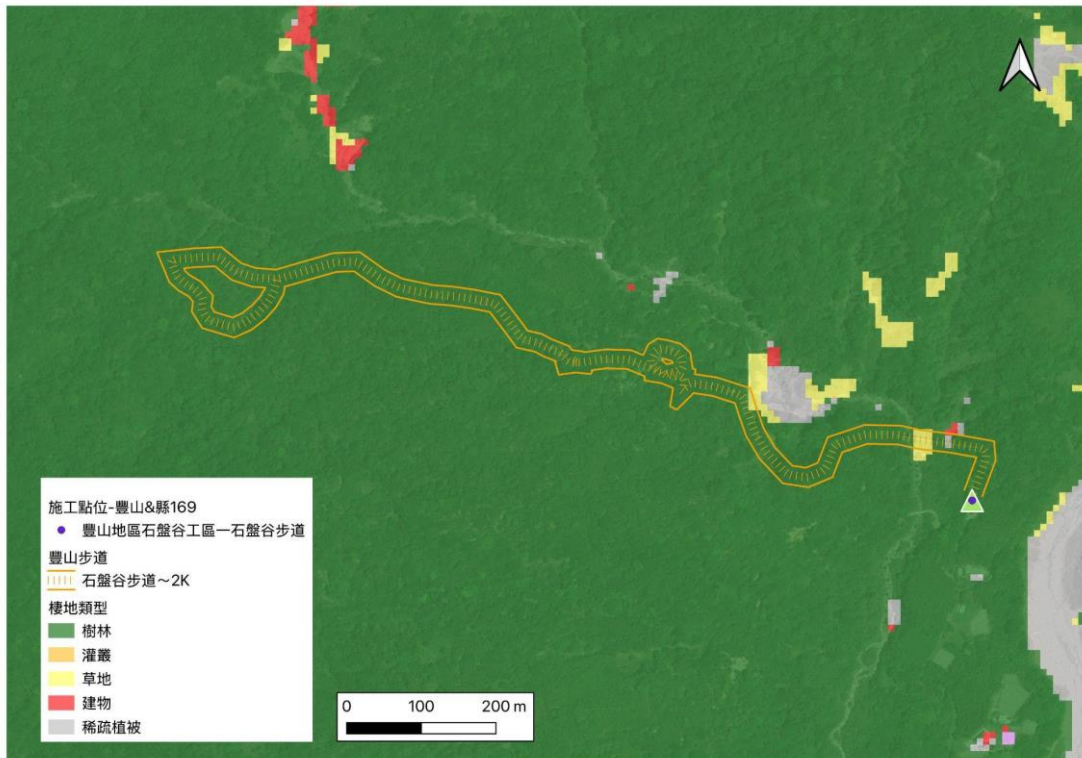 施工點位-豐山&縣169
豐山地區石盤谷工區一石盤谷步道
豐山步道
石盤谷步道～2K
棲地類型
樹林
灌叢
草地
建物
稀疏植被
0 100 200 m